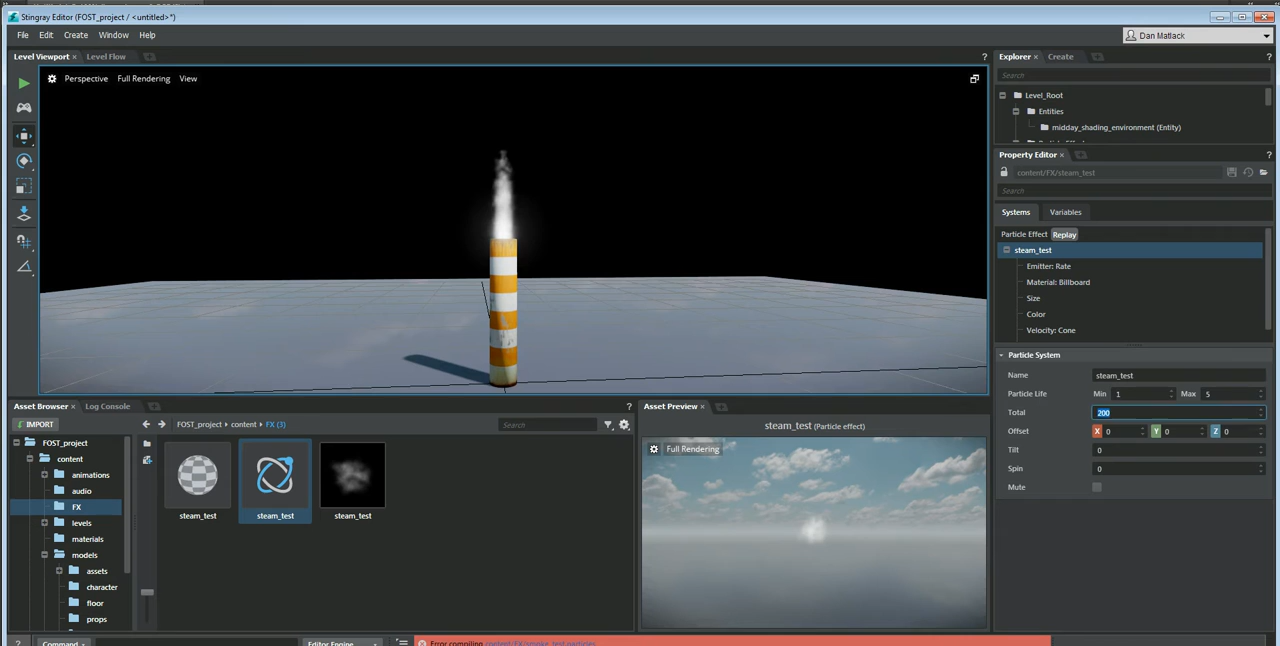 Stingray Editor (FOST_project / <untitled>*)
File Edit Create Window Help
Dan Matlack
Level Viewport Level Flow
Perspective Full Rendering View
Explorer Create
Search
Level_Root
Entities
midday_shading_environment (Entity)
Property Editor
content/FX/steam_test
Search
Systems Variables
Particle Effect Replay
steam_test
Emitter: Rate
Material: Billboard
Size
Color
Velocity: Cone
Particle System
Name steam_test
Particle Life Min 1 Max 5
Total 200
Offset X 0 Y 0 Z 0
Tilt 0
Spin 0
Mute
Asset Browser Log Console
IMPORT
FOST_project content FX (3)
Search
FOST_project
content
animations
audio
FX
levels
materials
models
assets
character
floor
props
steam_test steam_test steam_test
Asset Preview
steam_test (Particle effect)
Full Rendering
Command
Editor Engine
Error compiling content/FX/smoke_test.particles